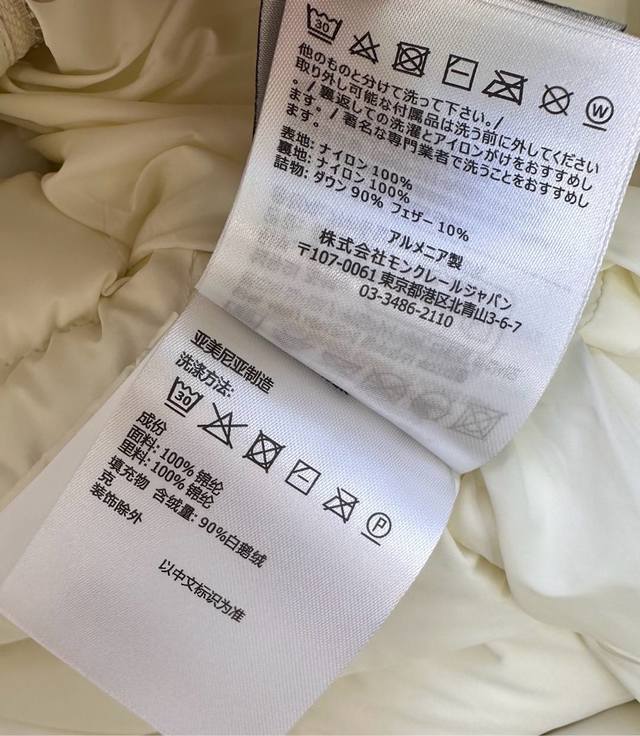 30
W
他のものと分けて洗って下さい。/
取り外し可能な付属品は洗う前に外してください
。/裏返しての洗濯とアイロンがけをおすすめし
ます。/著名な専門業者で洗うことをおすすめし
ます。
表地: ナイロン 100%
裏地: ナイロン 100%
詰物: ダウン 90% フェザー 10%
アルメニア製
株式会社モンクレールジャパン
〒107-0061 東京都港区北青山3-6-7
03-3486-2110
亚美尼亚制造
洗涤方法:
30
P
成份
面料: 100% 锦纶
里料: 100% 锦纶
填充物 含绒量: 90%白鹅绒
克
装饰除外
以中文标识为准